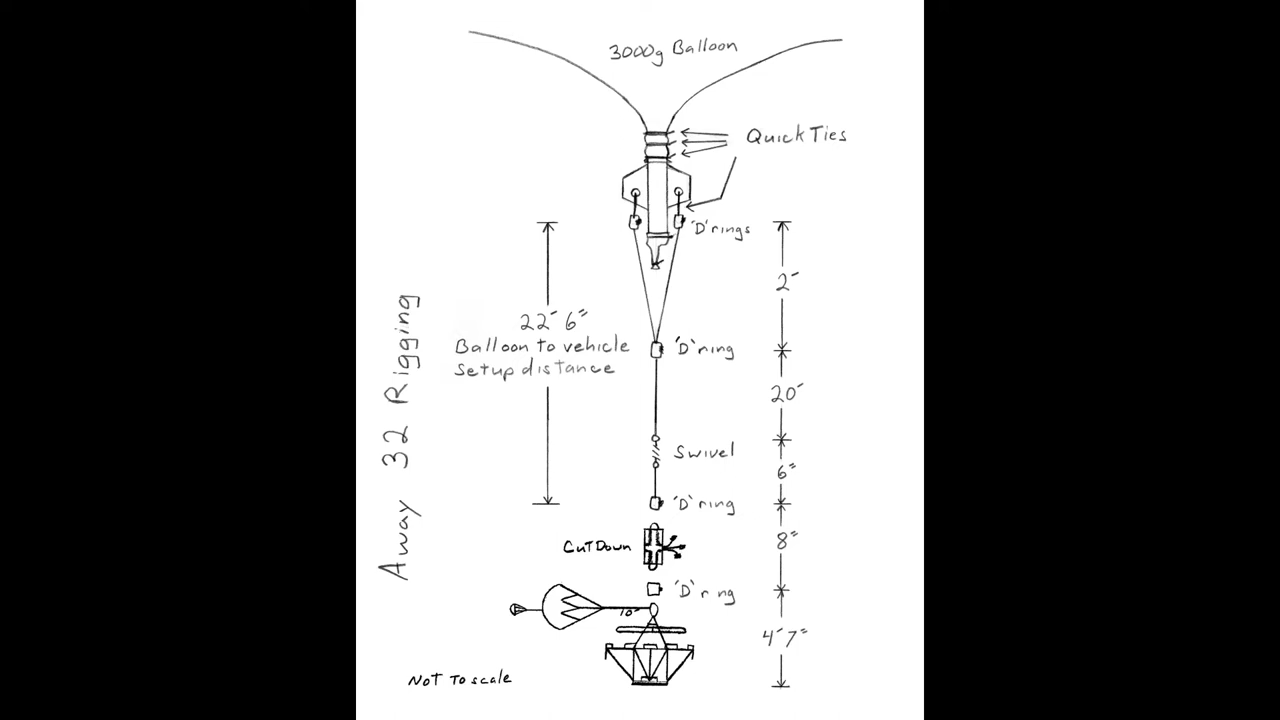 3000g Balloon
Quick Ties
'D' rings
2'
22' 6"
Balloon to vehicle
Setup distance
'D' ring
20'
Swivel
6"
'D' ring
Away 32 Rigging
CutDown
8"
'D' ring
10'
4' 7"
Not To scale